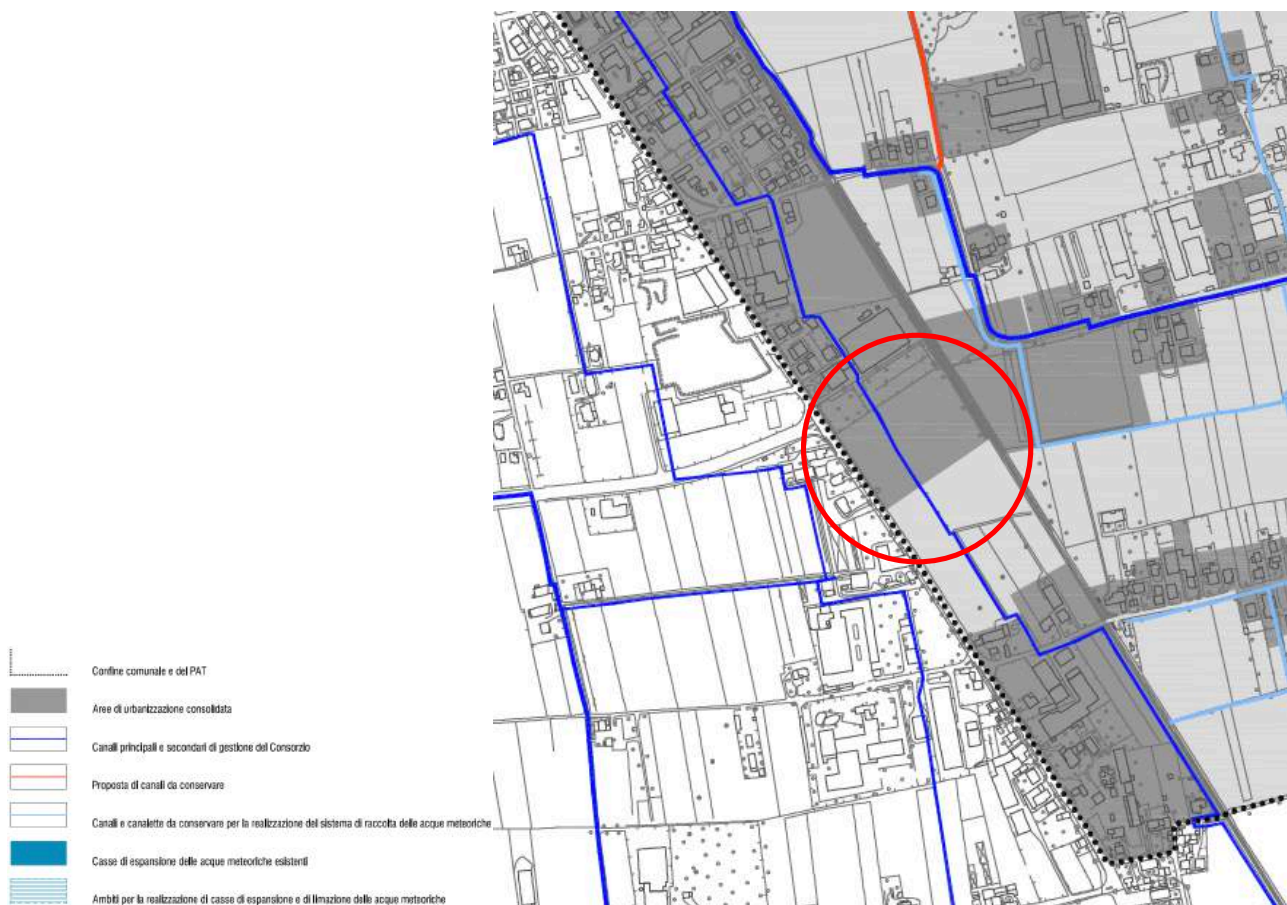 Confine comunale e del PAT
Aree di urbanizzazione consolidata
Canali principali e secondari di gestione del Consorzio
Proposta di canali da conservare
Canali e canalette da conservare per la realizzazione del sistema di raccolta delle acque meteoriche
Casse di espansione delle acque meteoriche esistenti
Ambiti per la realizzazione di casse di espansione e di limazione delle acque meteoriche